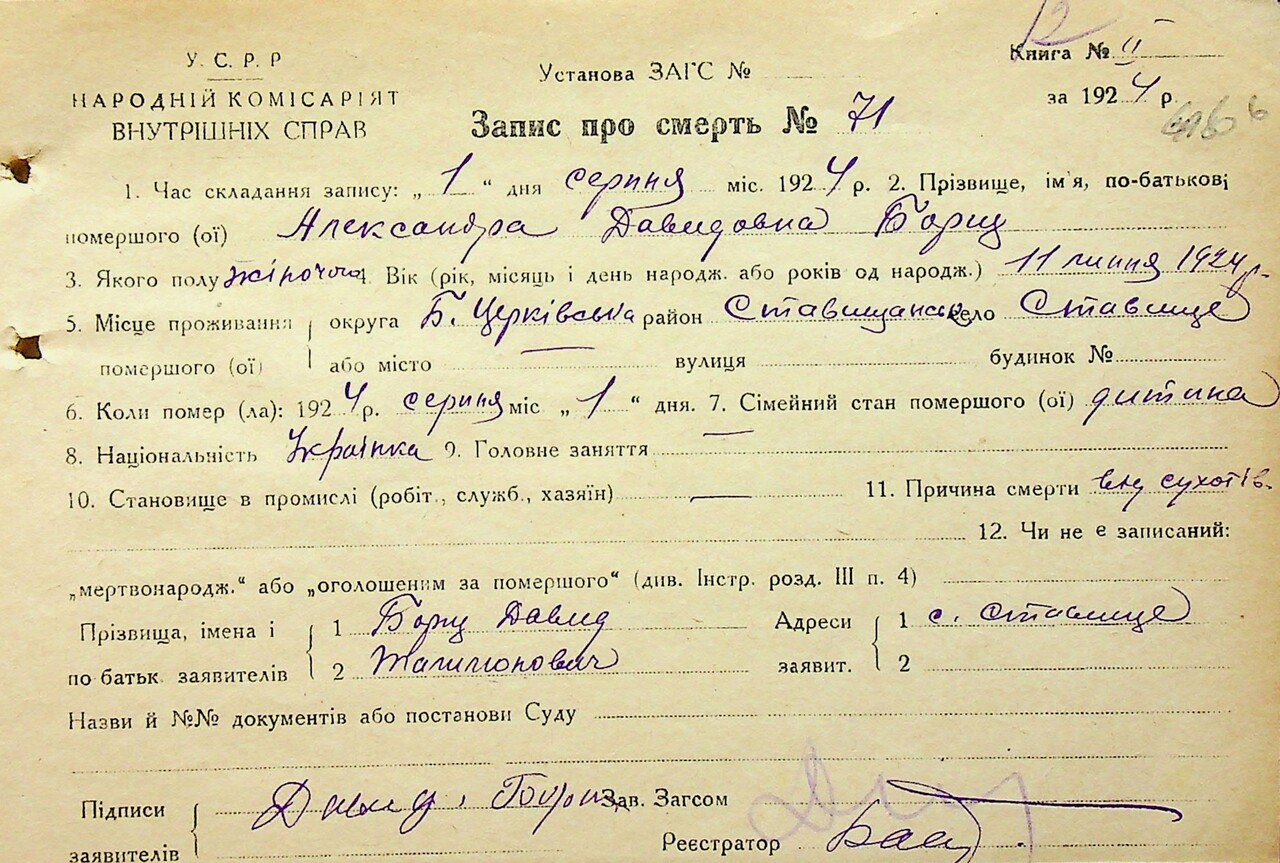 У. С. Р. Р
НАРОДНІЙ КОМІСАРІЯТ
ВНУТРІШНІХ СПРАВ
Установа ЗАГС №
Книга № II
за 1924 р.
Запис про смерть № 71
1. Час складання запису: „ 1 “ дня серпня міс. 1924 р. 2. Прізвище, ім'я, по-батькові
помершого (ої) Александра Давидовна Борщ
3. Якого полу жіночого 4. Вік (рік, місяць і день народж. або років од народж.) 11 липня 1924 р.
5. Місце проживання округа Б. Церківська район Ставищанськ село Ставище
помершого (ої) або місто — вулиця будинок №
6. Коли помер (ла): 1924 р. серпня міс „ 1 “ дня. 7. Сімейний стан помершого (ої) дитина
8. Національність Українка 9. Головне заняття —
10. Становище в промислі (робіт., служб., хазяїн) — 11. Причина смерти від сухотів.
12. Чи не є записаний:
„мертвонародж.“ або „оголошеним за помершого“ (див. Інстр. розд. III п. 4)
Прізвища, імена і 1 Борщ Давид Адреси 1 с. Ставище
по батьк. заявителів 2 заявит. 2
Назви й №№ документів або постанови Суду
Підписи Давид Зав. Загсом
заявителів Реєстратор